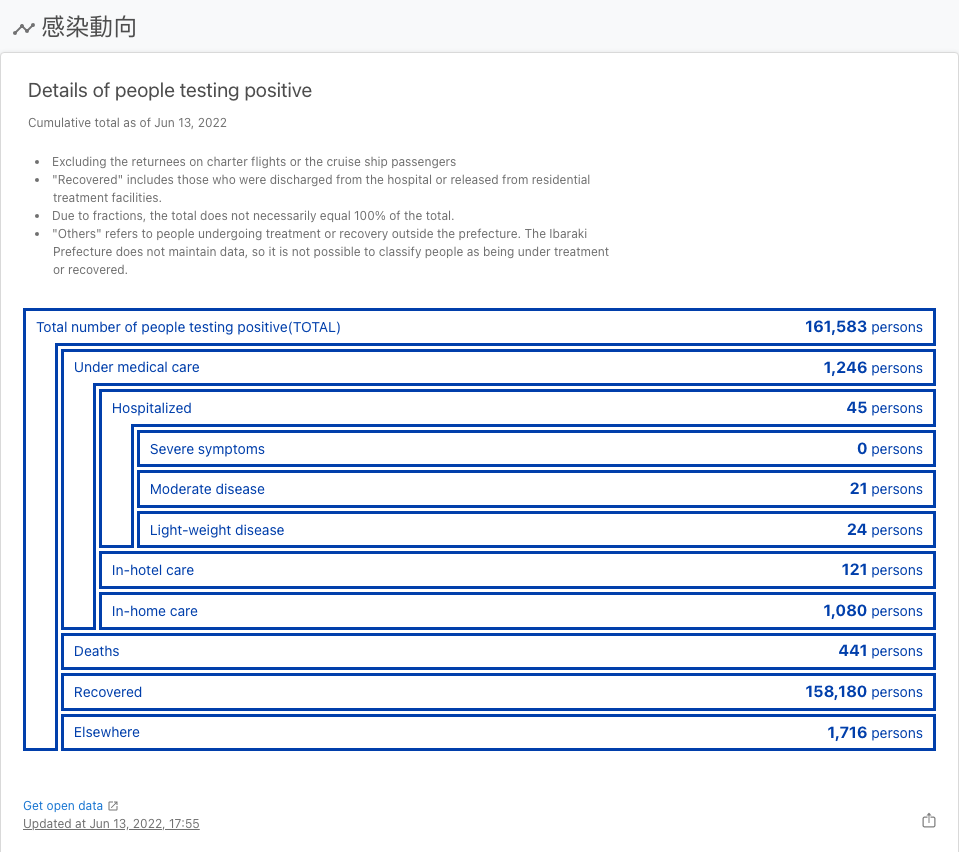 感染動向
Details of people testing positive
Cumulative total as of Jun 13, 2022
Excluding the returnees on charter flights or the cruise ship passengers
"Recovered" includes those who were discharged from the hospital or released from residential
treatment facilities.
Due to fractions, the total does not necessarily equal 100% of the total.
"Others" refers to people undergoing treatment or recovery outside the prefecture. The Ibaraki
Prefecture does not maintain data, so it is not possible to classify people as being under treatment
or recovered.
Total number of people testing positive(TOTAL) 161,583 persons
Under medical care 1,246 persons
Hospitalized 45 persons
Severe symptoms 0 persons
Moderate disease 21 persons
Light-weight disease 24 persons
In-hotel care 121 persons
In-home care 1,080 persons
Deaths 441 persons
Recovered 158,180 persons
Elsewhere 1,716 persons
Get open data
Updated at Jun 13, 2022, 17:55